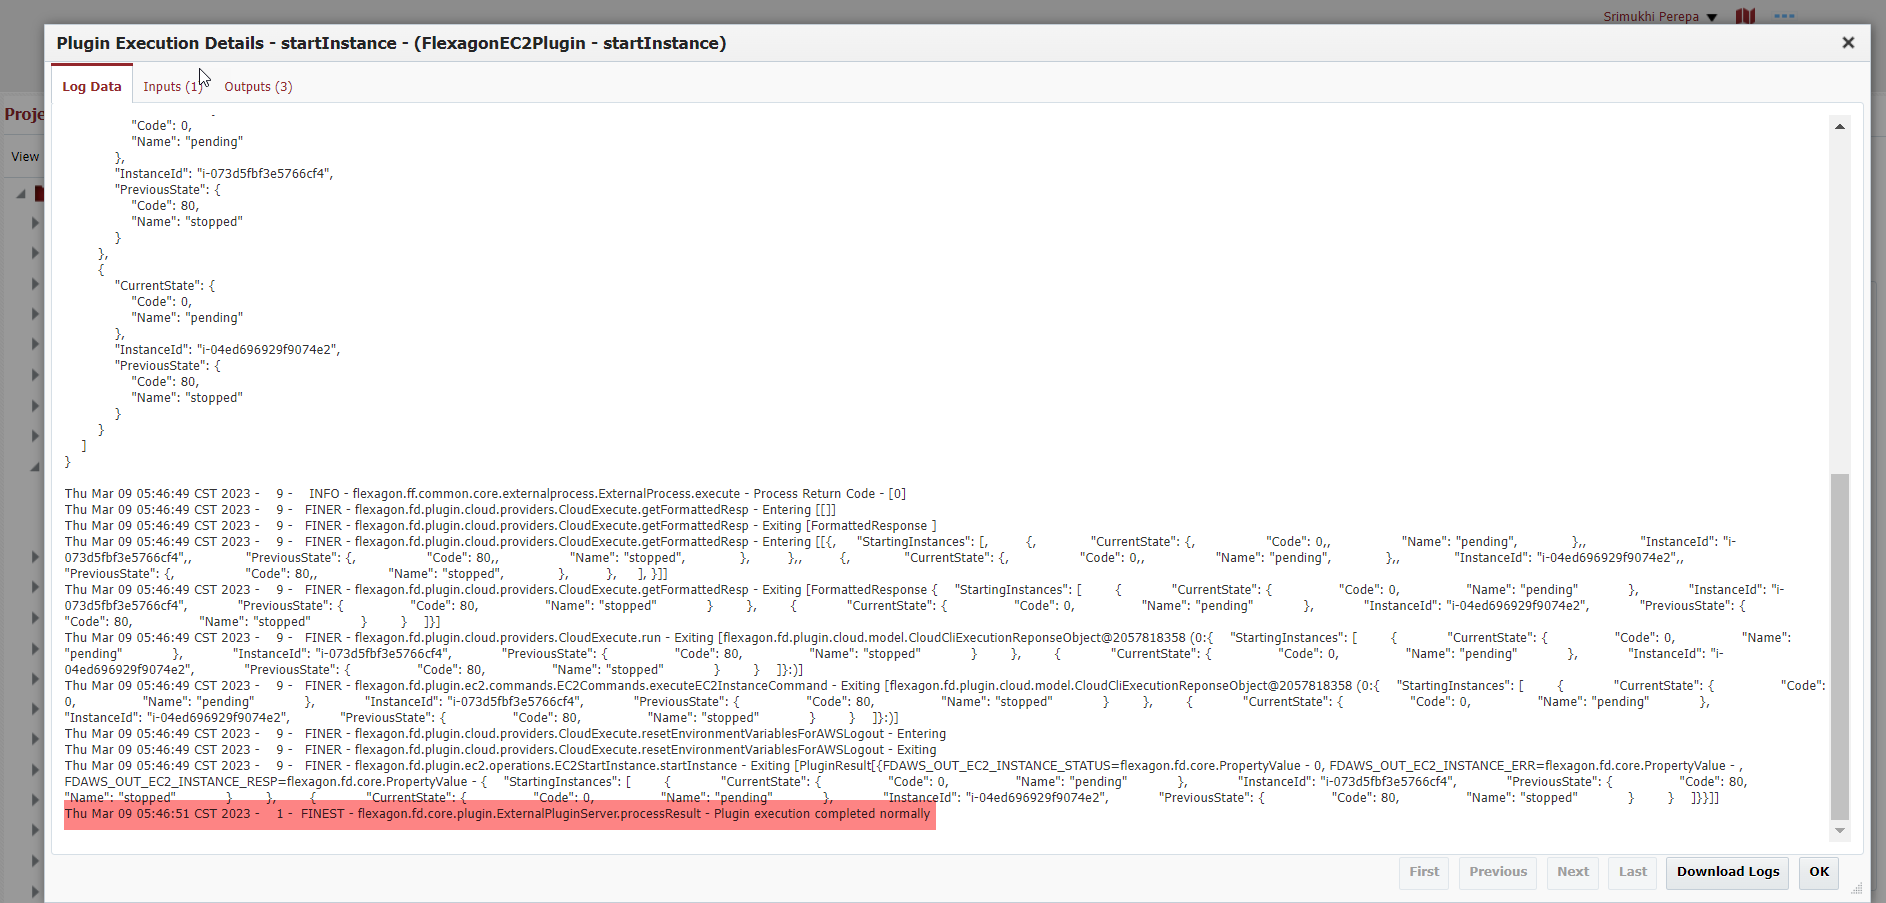 Srimukhi Perepa
Plugin Execution Details - startInstance - (FlexagonEC2Plugin - startInstance)
Log Data
Inputs (1)
Outputs (3)
Proje
View
"Code": 0,
"Name": "pending"
},
"InstanceId": "i-073d5fbf3e5766cf4",
"PreviousState": {
"Code": 80,
"Name": "stopped"
}
},
{
"CurrentState": {
"Code": 0,
"Name": "pending"
},
"InstanceId": "i-04ed696929f9074e2",
"PreviousState": {
"Code": 80,
"Name": "stopped"
}
}
]
}
Thu Mar 09 05:46:49 CST 2023 - 9 - INFO - flexagon.ff.common.core.externalprocess.ExternalProcess.execute - Process Return Code - [0]
Thu Mar 09 05:46:49 CST 2023 - 9 - FINER - flexagon.fd.plugin.cloud.providers.CloudExecute.getFormattedResp - Entering [[]]
Thu Mar 09 05:46:49 CST 2023 - 9 - FINER - flexagon.fd.plugin.cloud.providers.CloudExecute.getFormattedResp - Exiting [FormattedResponse ]
Thu Mar 09 05:46:49 CST 2023 - 9 - FINER - flexagon.fd.plugin.cloud.providers.CloudExecute.getFormattedResp - Entering [[{, "StartingInstances": [, {, "CurrentState": {, "Code": 0,, "Name": "pending", },, "InstanceId": "i-
073d5fbf3e5766cf4",, "PreviousState": {, "Code": 80,, "Name": "stopped", }, },, {, "CurrentState": {, "Code": 0,, "Name": "pending", },, "InstanceId": "i-04ed696929f9074e2",,
"PreviousState": {, "Code": 80,, "Name": "stopped", }, }, ], }]]
Thu Mar 09 05:46:49 CST 2023 - 9 - FINER - flexagon.fd.plugin.cloud.providers.CloudExecute.getFormattedResp - Exiting [FormattedResponse { "StartingInstances": [ { "CurrentState": { "Code": 0, "Name": "pending" }, "InstanceId": "i-
073d5fbf3e5766cf4", "PreviousState": { "Code": 80, "Name": "stopped" } }, { "CurrentState": { "Code": 0, "Name": "pending" }, "InstanceId": "i-04ed696929f9074e2", "PreviousState": {
"Code": 80, "Name": "stopped" } } ]}]
Thu Mar 09 05:46:49 CST 2023 - 9 - FINER - flexagon.fd.plugin.cloud.providers.CloudExecute.run - Exiting [flexagon.fd.plugin.cloud.model.CloudCliExecutionReponseObject@2057818358 (0:{ "StartingInstances": [ { "CurrentState": { "Code": 0, "Name":
"pending" }, "InstanceId": "i-073d5fbf3e5766cf4", "PreviousState": { "Code": 80, "Name": "stopped" } }, { "CurrentState": { "Code": 0, "Name": "pending" }, "InstanceId": "i-
04ed696929f9074e2", "PreviousState": { "Code": 80, "Name": "stopped" } } ]}:)]
Thu Mar 09 05:46:49 CST 2023 - 9 - FINER - flexagon.fd.plugin.ec2.commands.EC2Commands.executeEC2InstanceCommand - Exiting [flexagon.fd.plugin.cloud.model.CloudCliExecutionReponseObject@2057818358 (0:{ "StartingInstances": [ { "CurrentState": { "Code":
0, "Name": "pending" }, "InstanceId": "i-073d5fbf3e5766cf4", "PreviousState": { "Code": 80, "Name": "stopped" } }, { "CurrentState": { "Code": 0, "Name": "pending" },
"InstanceId": "i-04ed696929f9074e2", "PreviousState": { "Code": 80, "Name": "stopped" } } ]}:)]
Thu Mar 09 05:46:49 CST 2023 - 9 - FINER - flexagon.fd.plugin.cloud.providers.CloudExecute.resetEnvironmentVariablesForAWSLogout - Entering
Thu Mar 09 05:46:49 CST 2023 - 9 - FINER - flexagon.fd.plugin.cloud.providers.CloudExecute.resetEnvironmentVariablesForAWSLogout - Exiting
Thu Mar 09 05:46:49 CST 2023 - 9 - FINER - flexagon.fd.plugin.ec2.operations.EC2StartInstance.startInstance - Exiting [PluginResult[{FDAWS_OUT_EC2_INSTANCE_STATUS=flexagon.fd.core.PropertyValue - 0, FDAWS_OUT_EC2_INSTANCE_ERR=flexagon.fd.core.PropertyValue - ,
FDAWS_OUT_EC2_INSTANCE_RESP=flexagon.fd.core.PropertyValue - { "StartingInstances": [ { "CurrentState": { "Code": 0, "Name": "pending" }, "InstanceId": "i-073d5fbf3e5766cf4", "PreviousState": { "Code": 80,
"Name": "stopped" } }, { "CurrentState": { "Code": 0, "Name": "pending" }, "InstanceId": "i-04ed696929f9074e2", "PreviousState": { "Code": 80, "Name": "stopped" } } ]}}]]
Thu Mar 09 05:46:51 CST 2023 - 1 - FINEST - flexagon.fd.core.plugin.ExternalPluginServer.processResult - Plugin execution completed normally
First
Previous
Next
Last
Download Logs
OK